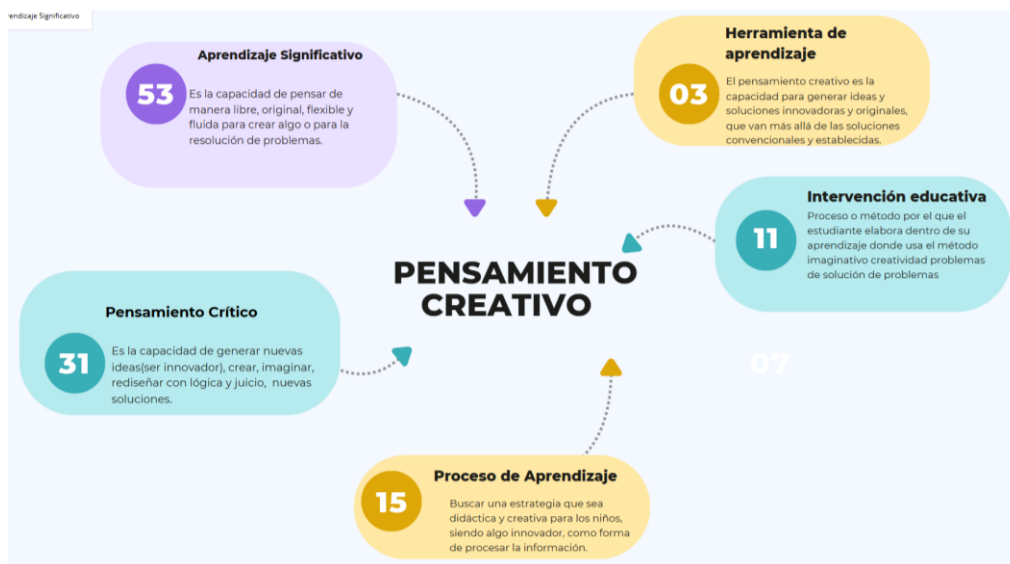 Aprendizaje Significativo
53
Es la capacidad de pensar de
manera libre, original, flexible y
fluida para crear algo o para la
resolución de problemas.
Herramienta de
aprendizaje
03
El pensamiento creativo es la
capacidad para generar ideas y
soluciones innovadoras y originales,
que van más allá de las soluciones
convencionales y establecidas.
Intervención educativa
11
Proceso o método por el que el
estudiante elabora dentro de su
aprendizaje donde usa el método
imaginativo creatividad problemas
de solución de problemas
PENSAMIENTO
CREATIVO
Pensamiento Crítico
31
Es la capacidad de generar nuevas
ideas(ser innovador), crear, imaginar,
rediseñar con lógica y juicio, nuevas
soluciones.
07
Proceso de Aprendizaje
15
Buscar una estrategia que sea
didáctica y creativa para los niños,
siendo algo innovador, como forma
de procesar la información.